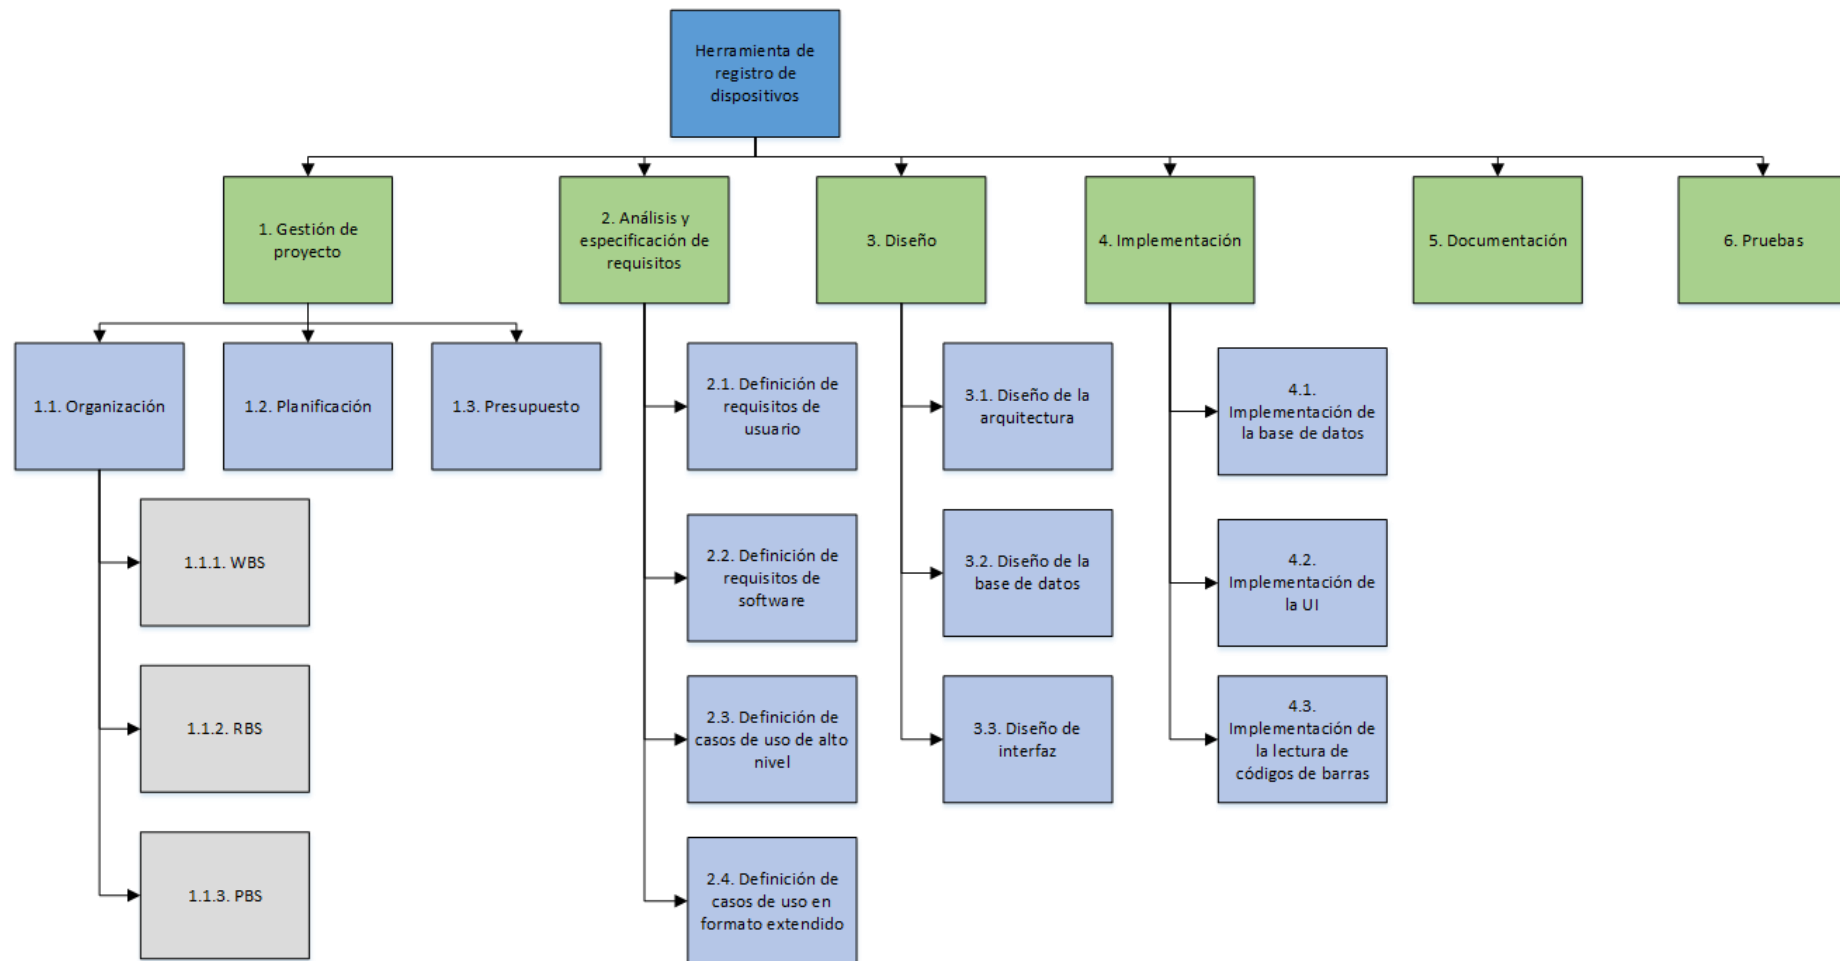 Herramienta de
registro de
dispositivos
1. Gestión de
proyecto
2. Análisis y
especificación de
requisitos
3. Diseño
4. Implementación
5. Documentación
6. Pruebas
1.1. Organización
1.2. Planificación
1.3. Presupuesto
1.1.1. WBS
1.1.2. RBS
1.1.3. PBS
2.1. Definición de
requisitos de
usuario
2.2. Definición de
requisitos de
software
2.3. Definición de
casos de uso de alto
nivel
2.4. Definición de
casos de uso en
formato extendido
3.1. Diseño de la
arquitectura
3.2. Diseño de la
base de datos
3.3. Diseño de
interfaz
4.1.
Implementación de
la base de datos
4.2.
Implementación de
la UI
4.3.
Implementación de
la lectura de
códigos de barras